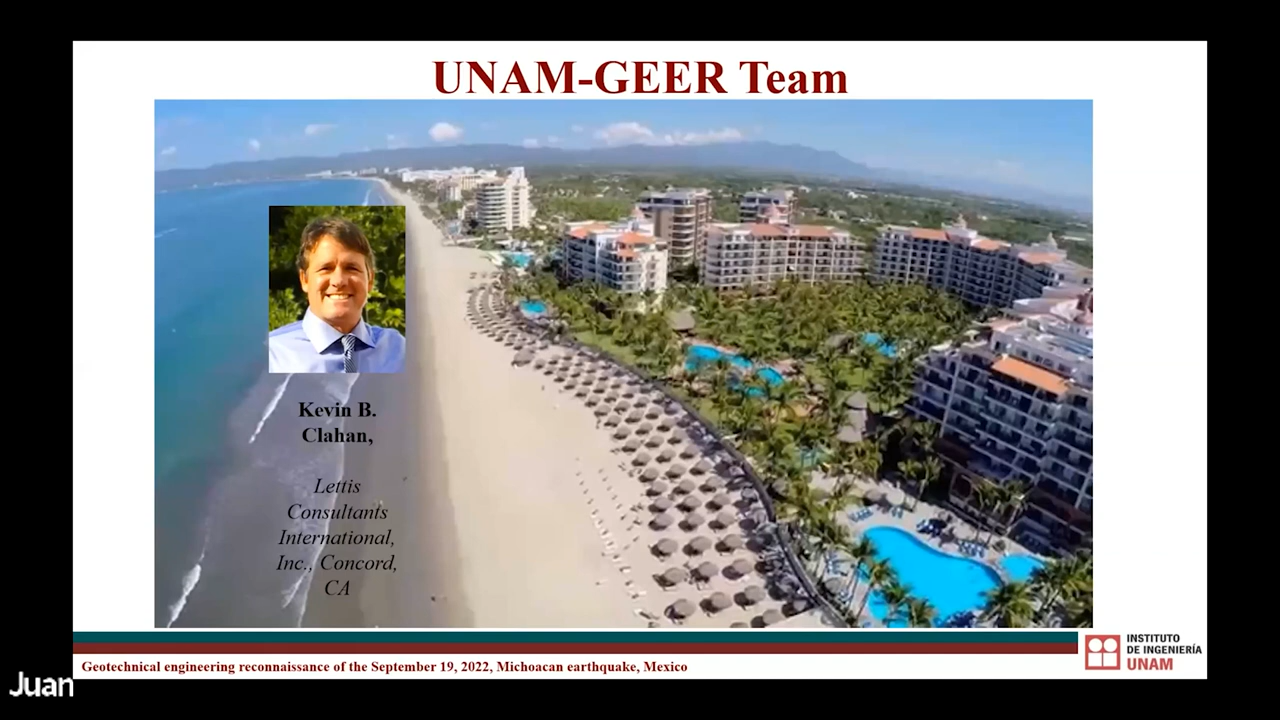 UNAM-GEER Team
Kevin B.
Clahan,
Lettis
Consultants
International,
Inc., Concord,
CA
Geotechnical engineering reconnaissance of the September 19, 2022, Michoacan earthquake, Mexico
INSTITUTO
DE INGENIERÍA
UNAM
Juan